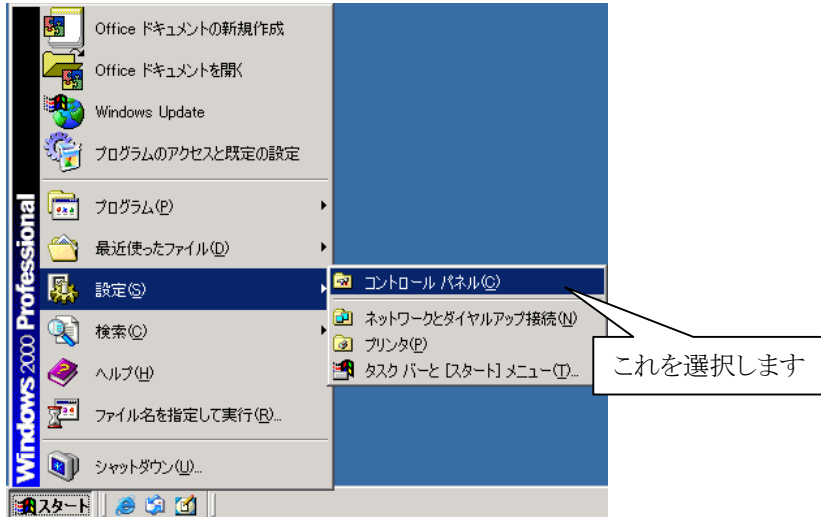 Office ドキュメントの新規作成
Office ドキュメントを開く
Windows Update
プログラムのアクセスと既定の設定
プログラム(P)
最近使ったファイル(D)
設定(S)
検索(C)
ヘルプ(H)
ファイル名を指定して実行(R)...
シャットダウン(U)...
Windows 2000 Professional
コントロール パネル(C)
ネットワークとダイヤルアップ接続(N)
プリンタ(P)
タスク バーと [スタート] メニュー(T)...
これを選択します
スタート